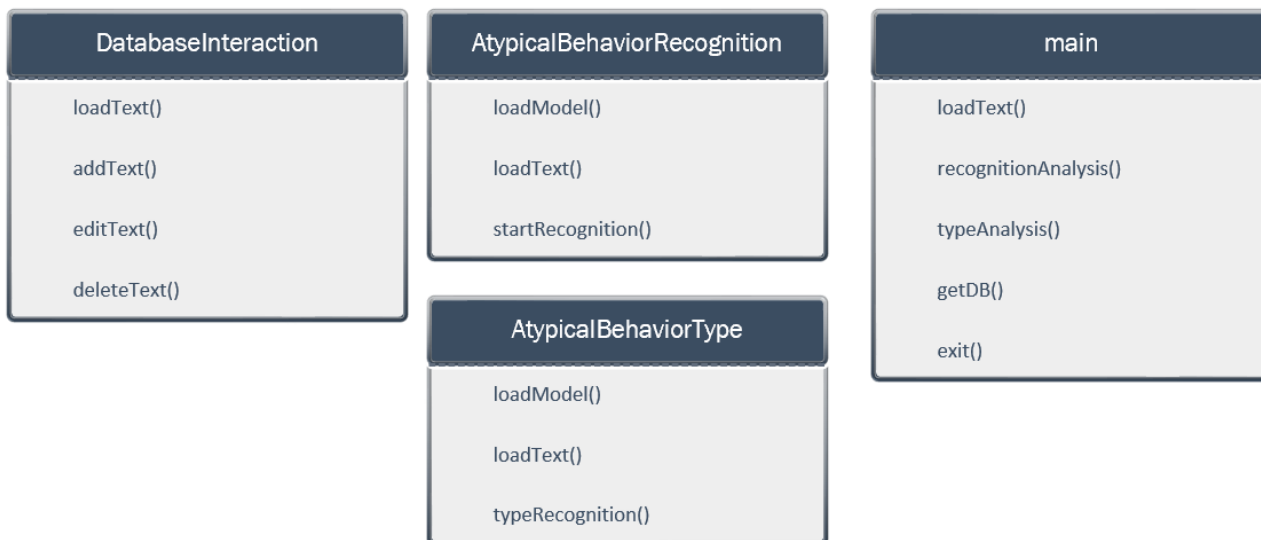 DatabaseInteraction
loadText()
addText()
editText()
deleteText()
AtypicalBehaviorRecognition
loadModel()
loadText()
startRecognition()
AtypicalBehaviorType
loadModel()
loadText()
typeRecognition()
main
loadText()
recognitionAnalysis()
typeAnalysis()
getDB()
exit()